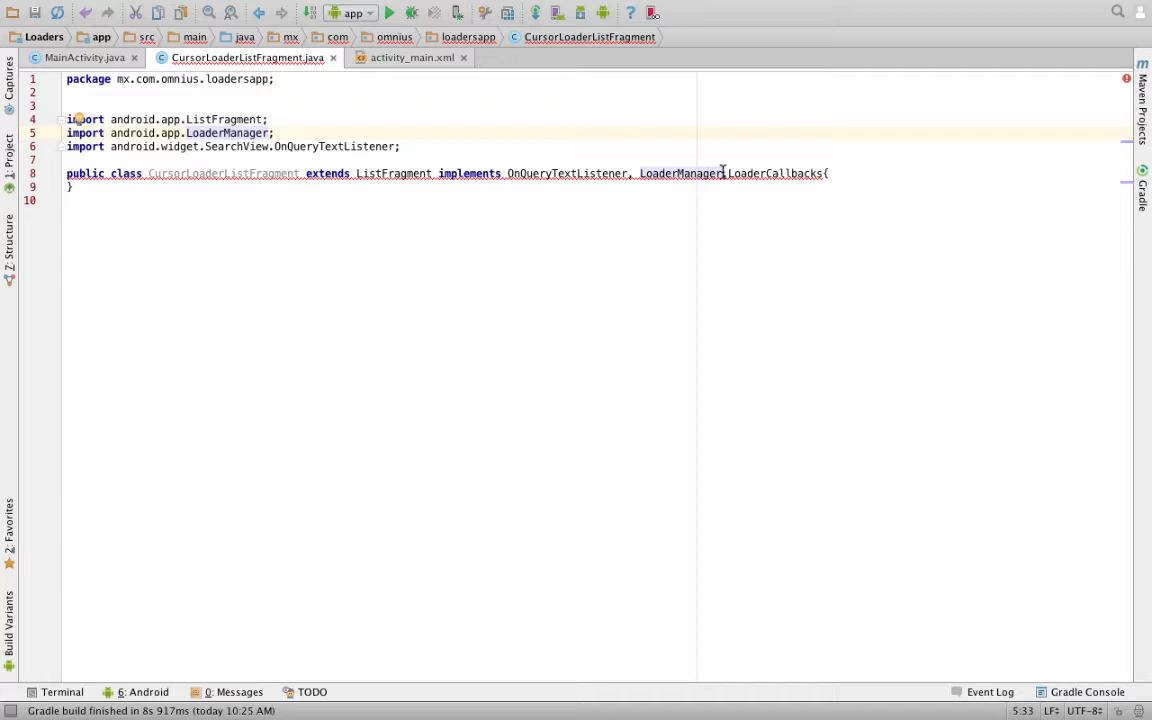 app
Loaders app src main java mx com omnius loadersapp CursorLoaderListFragment
MainActivity.java CursorLoaderListFragment.java activity_main.xml
1 package mx.com.omnius.loadersapp;
2
3
4 import android.app.ListFragment;
5 import android.app.LoaderManager;
6 import android.widget.SearchView.OnQueryTextListener;
7
8 public class CursorLoaderListFragment extends ListFragment implements OnQueryTextListener, LoaderManager.LoaderCallbacks{
9 }
10
Captures
1: Project
Z: Structure
2: Favorites
Build Variants
m Maven Projects
Gradle
Terminal 6: Android 0: Messages TODO Event Log Gradle Console
Gradle build finished in 8s 917ms (today 10:25 AM) 5:33 LF UTF-8